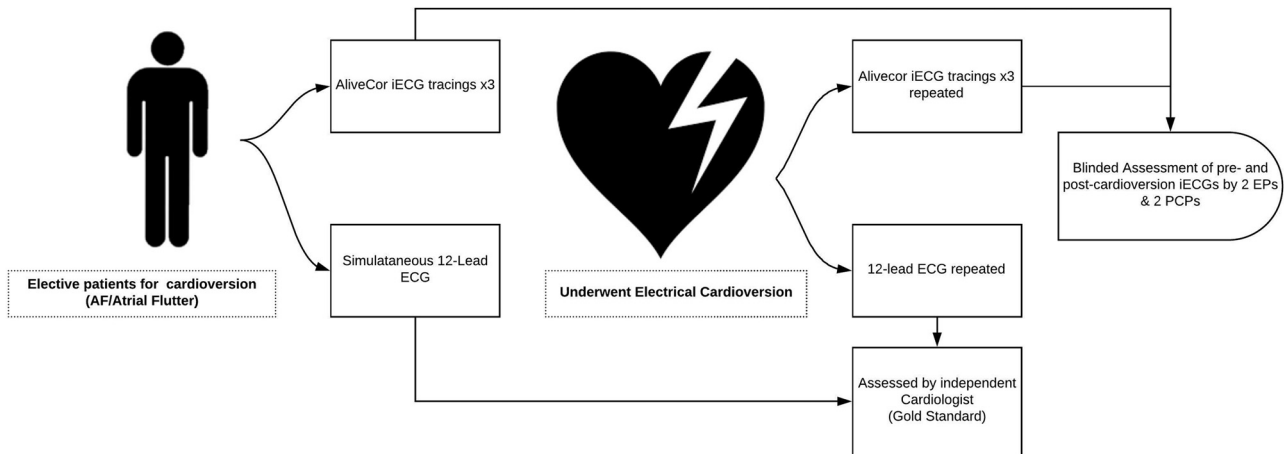 AliveCor iECG tracings x3
Simulataneous 12-Lead
ECG
Elective patients for cardioversion
(AF/Atrial Flutter)
Underwent Electrical Cardioversion
Alivecor iECG tracings x3
repeated
12-lead ECG repeated
Assessed by independent
Cardiologist
(Gold Standard)
Blinded Assessment of pre- and
post-cardioversion iECGs by 2 EPs
& 2 PCPs